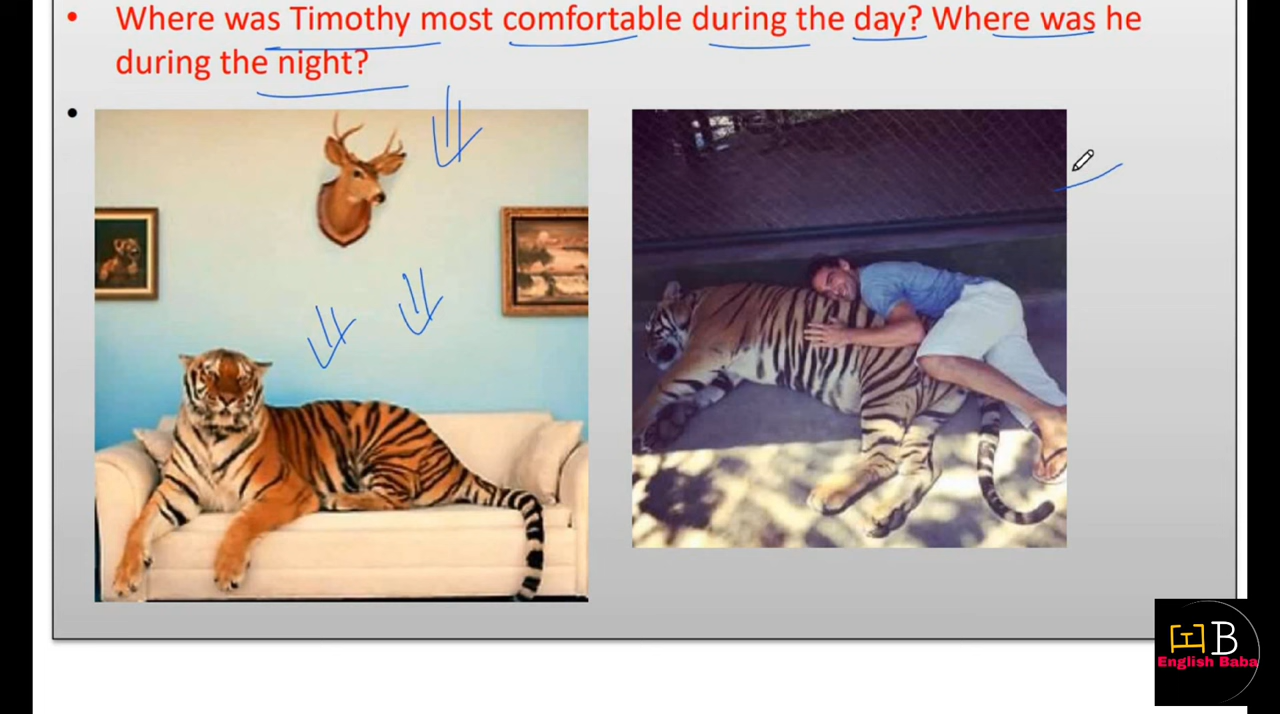 Where was Timothy most comfortable during the day? Where was he
during the night?
B
English Baba